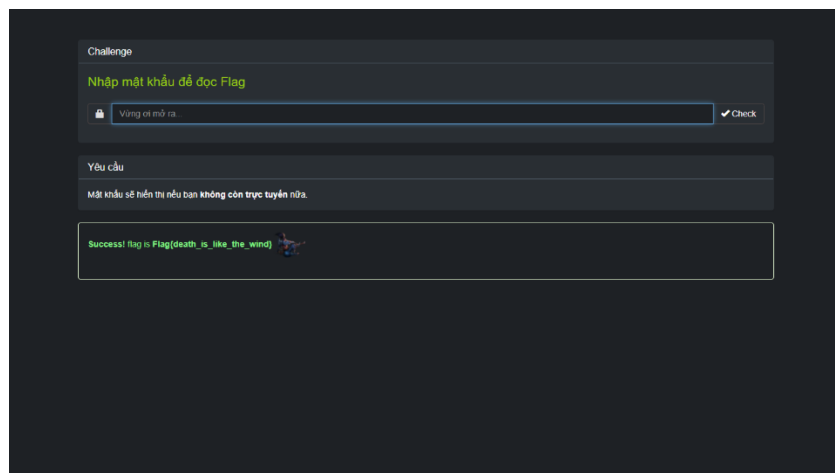 Challenge
Nhập mật khẩu để đọc Flag
Vừng ơi mở ra...
Check
Yêu cầu
Mật khẩu sẽ hiển thị nếu bạn không còn trực tuyến nữa.
Success! flag is Flag{death_is_like_the_wind}